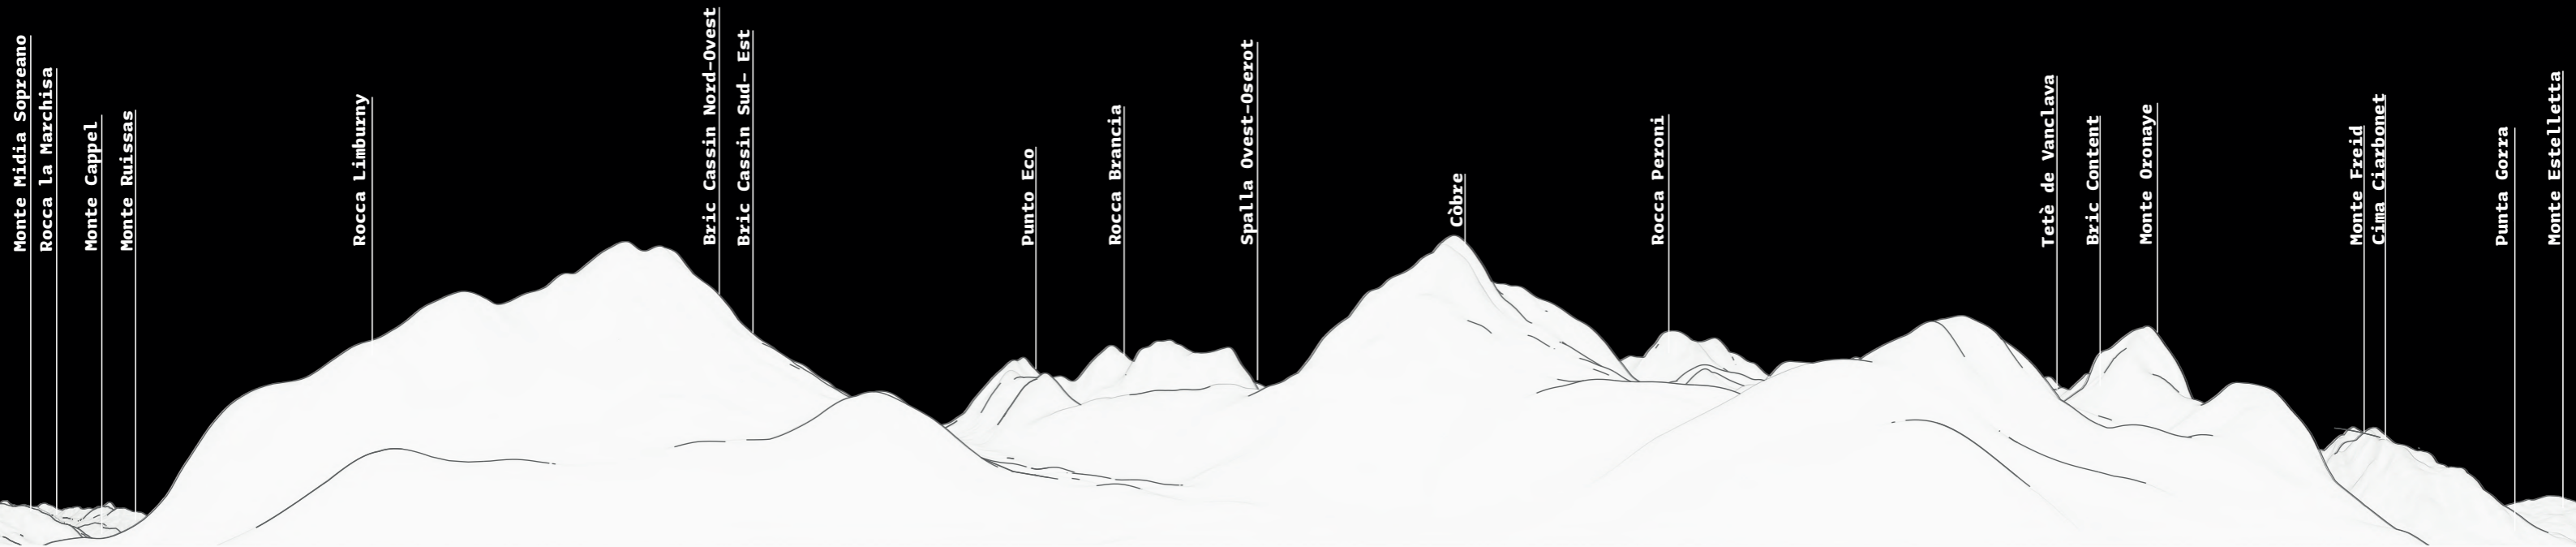 Monte Midia Sopreano
Rocca la Marchisa
Monte Cappel
Monte Ruissas
Rocca Limburny
Bric Cassin Nord-Ovest
Bric Cassin Sud- Est
Punto Eco
Rocca Brancia
Spalla Ovest-Oserot
Còbre
Rocca Peroni
Tetè de Vanclava
Bric Content
Monte Oronaye
Monte Freid
Cima Ciarbonet
Punta Gorra
Monte Estelletta